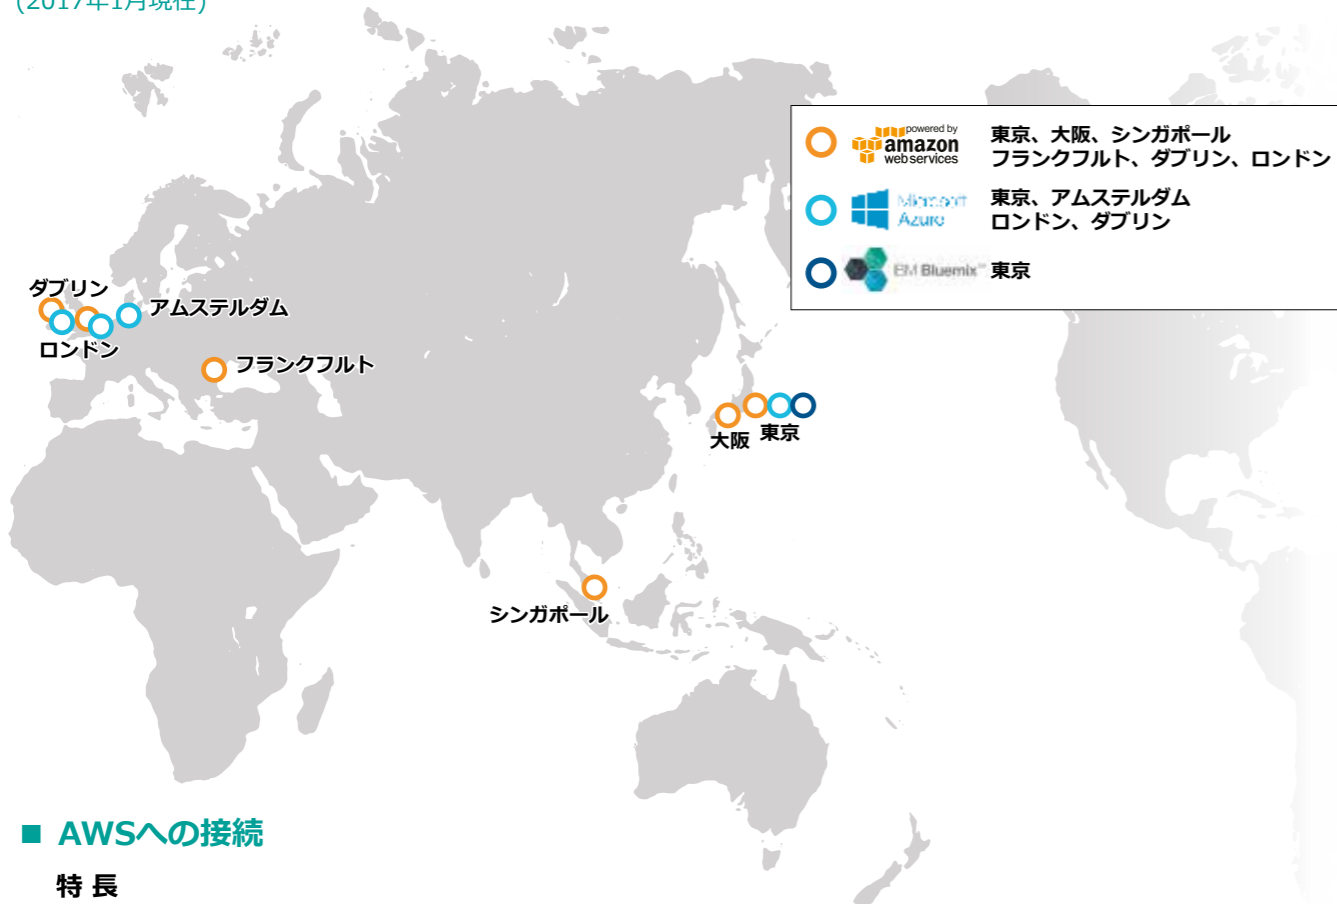 (2017年1月現在)
powered by
amazon
webservices
東京、大阪、シンガポール
フランクフルト、ダブリン、ロンドン
Microsoft
Azure
東京、アムステルダム
ロンドン、ダブリン
IBM Bluemix™
東京
ダブリン
アムステルダム
ロンドン
フランクフルト
大阪
東京
シンガポール
■ AWSへの接続
特 長